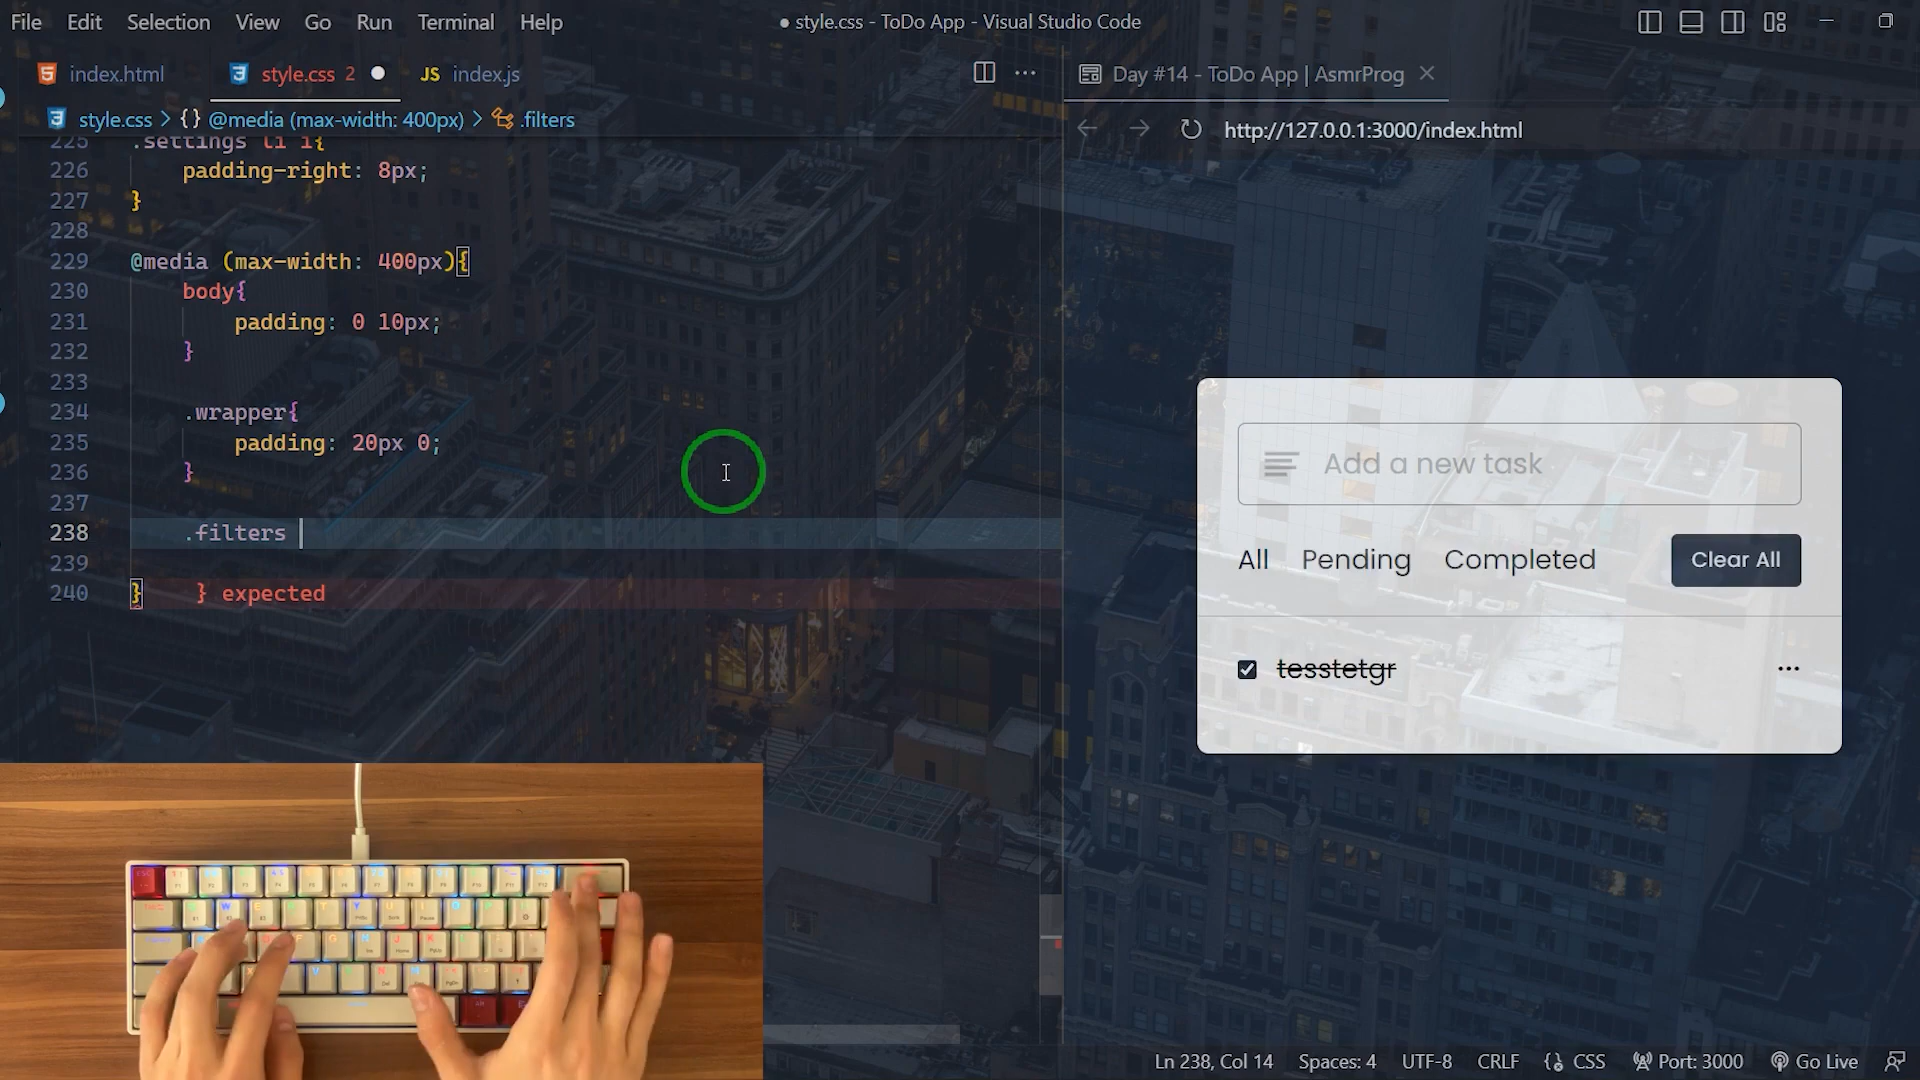 File Edit Selection View Go Run Terminal Help
● style.css - ToDo App - Visual Studio Code
index.html
style.css 2
JS index.js
Day #14 - ToDo App | AsmrProg
style.css > {} @media (max-width: 400px) > .filters
http://127.0.0.1:3000/index.html
225 .settings li i{
226 padding-right: 8px;
227 }
228
229 @media (max-width: 400px){
230 body{
231 padding: 0 10px;
232 }
233
234 .wrapper{
235 padding: 20px 0;
236 }
237
238 .filters
239
240 } } expected
Add a new task
All Pending Completed Clear All
tesstetgr
Ln 238, Col 14 Spaces: 4 UTF-8 CRLF {} CSS Port: 3000 Go Live